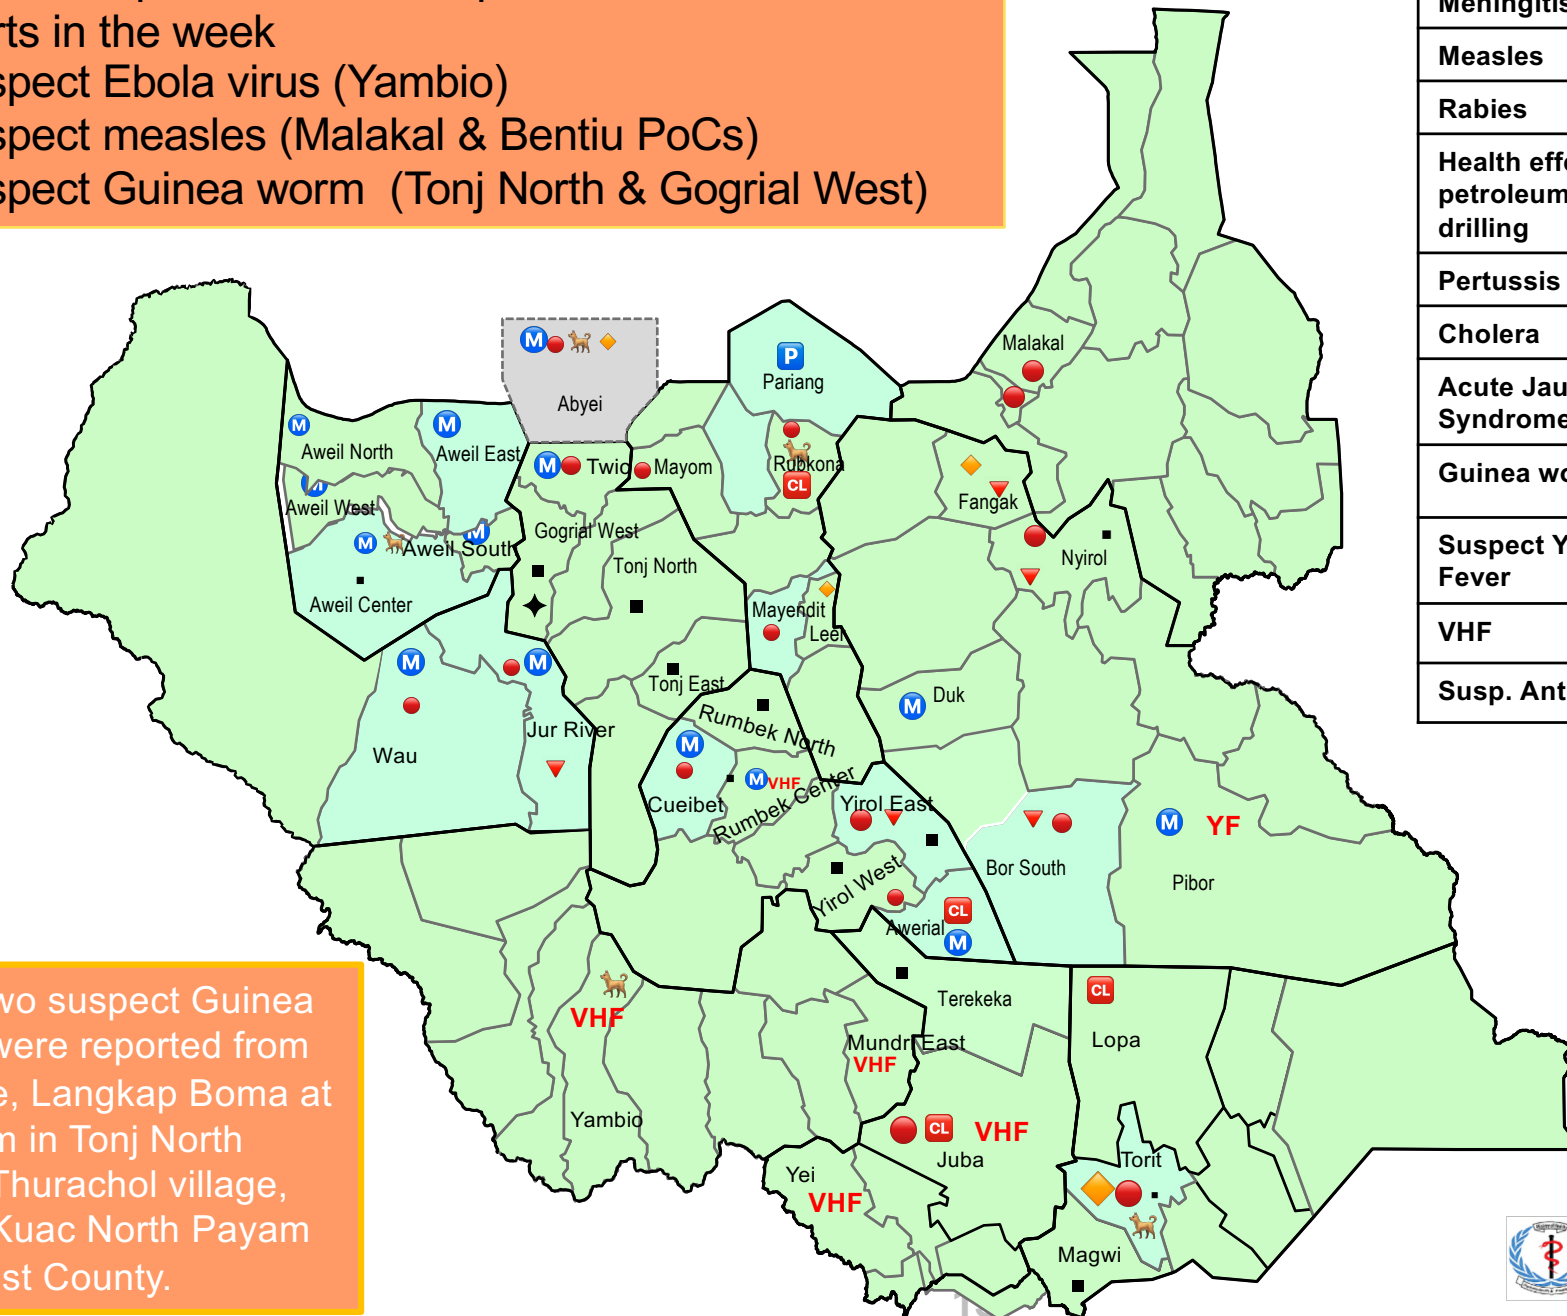 rts in the week
spect Ebola virus (Yambio)
spect measles (Malakal & Bentiu PoCs)
spect Guinea worm (Tonj North & Gogrial West)
Meningitis
Measles
Rabies
Health effe
petroleum
drilling
Pertussis
Cholera
Acute Jau
Syndrome
Guinea wo
Suspect Y
Fever
VHF
Susp. Ant
M
Abyei
P
Pariang
Malakal
M
Aweil North
M
Aweil East
M
Twic
Mayom
Rubkona
CL
Fangak
M
Aweil West
Gogrial West
M
M
Aweil South
Nyirol
Tonj North
Aweil Center
Mayendit
Leer
M
M
Tonj East
M
Duk
Rumbek North
Jur River
Wau
M
Cueibet
M
VHF
Rumbek Center
Yirol East
M
YF
Bor South
Pibor
Yirol West
CL
Awerial
M
VHF
Terekeka
CL
Lopa
Mundri East
VHF
Yambio
CL
VHF
Juba
Torit
Yei
VHF
Magwi
wo suspect Guinea
were reported from
e, Langkap Boma at
m in Tonj North
Thurachol village,
Kuac North Payam
st County.